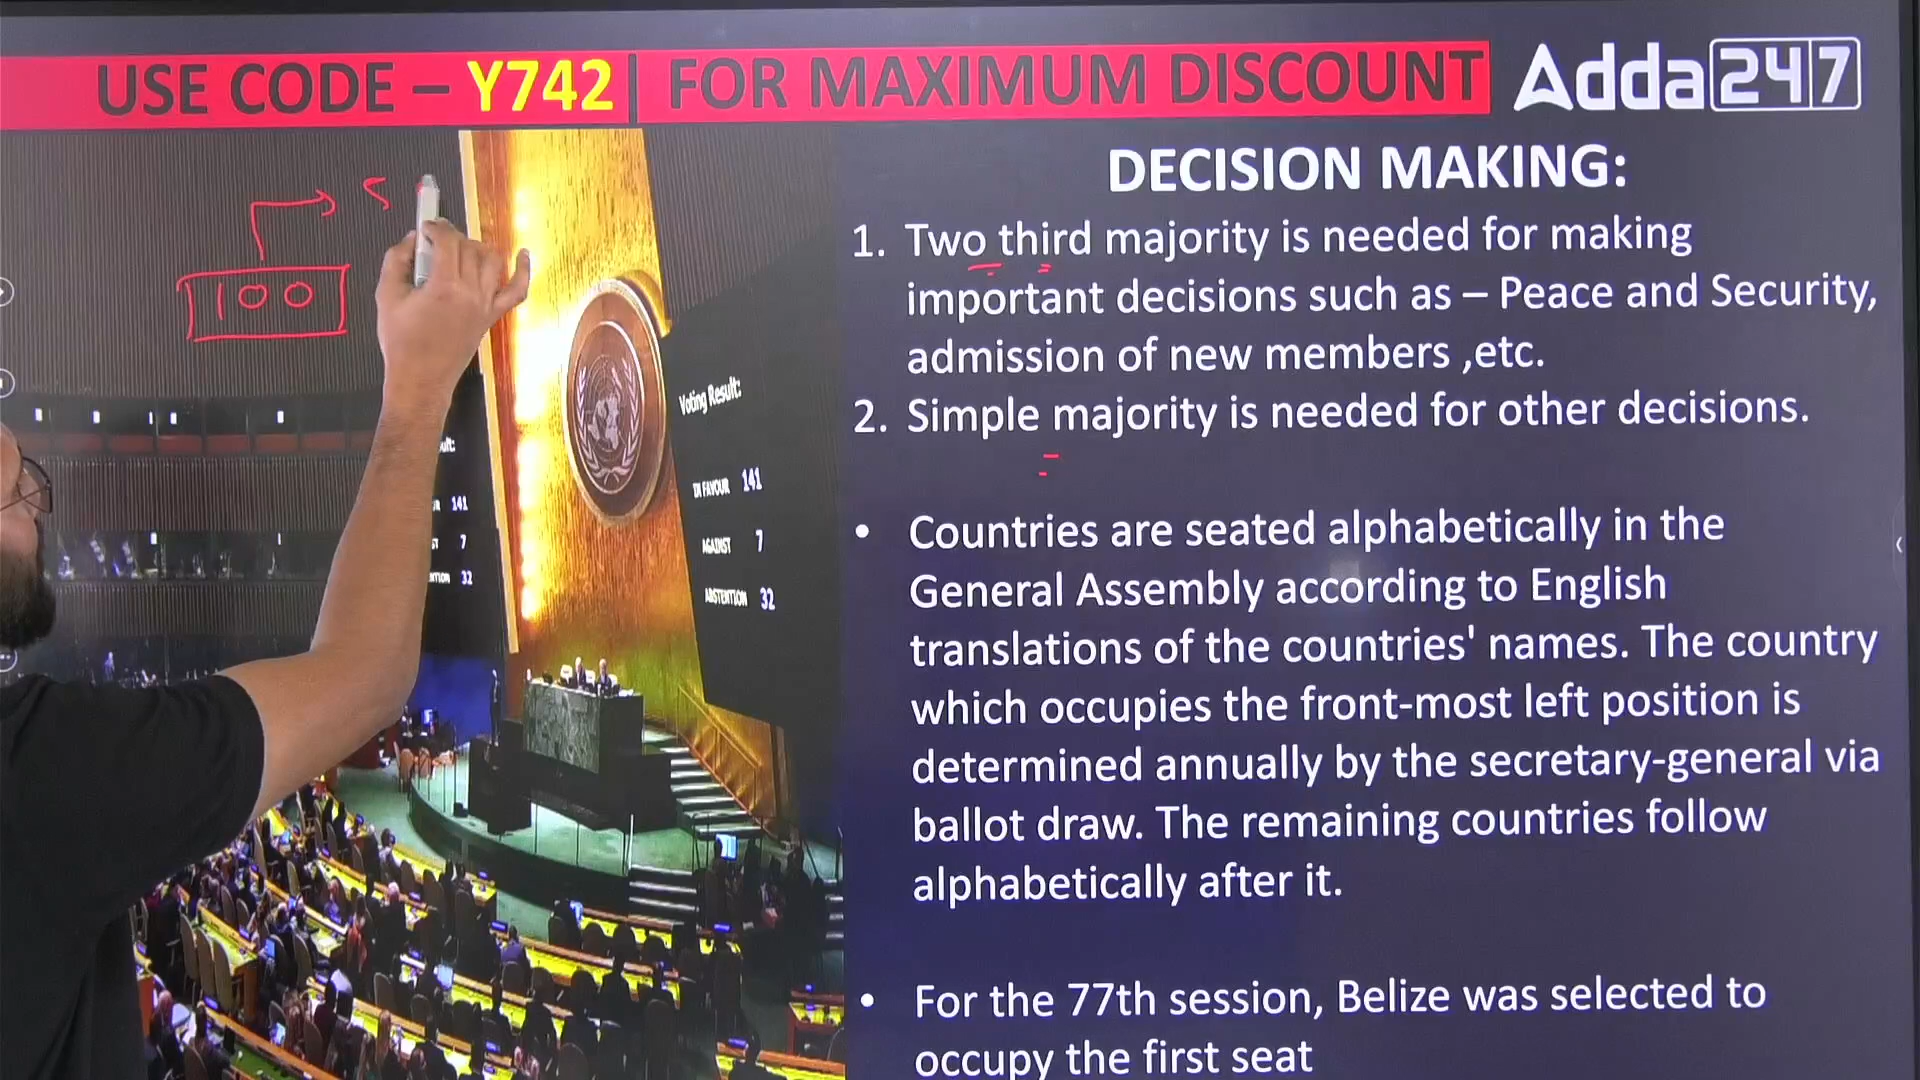 USE CODE – Y742 | FOR MAXIMUM DISCOUNT
Adda247
DECISION MAKING:
1. Two third majority is needed for making
important decisions such as – Peace and Security,
admission of new members ,etc.
2. Simple majority is needed for other decisions.
• Countries are seated alphabetically in the
General Assembly according to English
translations of the countries' names. The country
which occupies the front-most left position is
determined annually by the secretary-general via
ballot draw. The remaining countries follow
alphabetically after it.
• For the 77th session, Belize was selected to
occupy the first seat
5
100
Voting Result:
IN FAVOUR 141
AGAINST 7
ABSTENTION 32
141
7
32